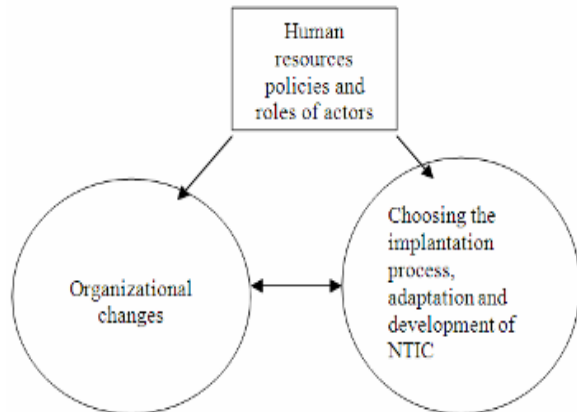 Human
resources
policies and
roles of actors
Organizational
changes
Choosing the
implantation
process,
adaptation and
development of
NTIC